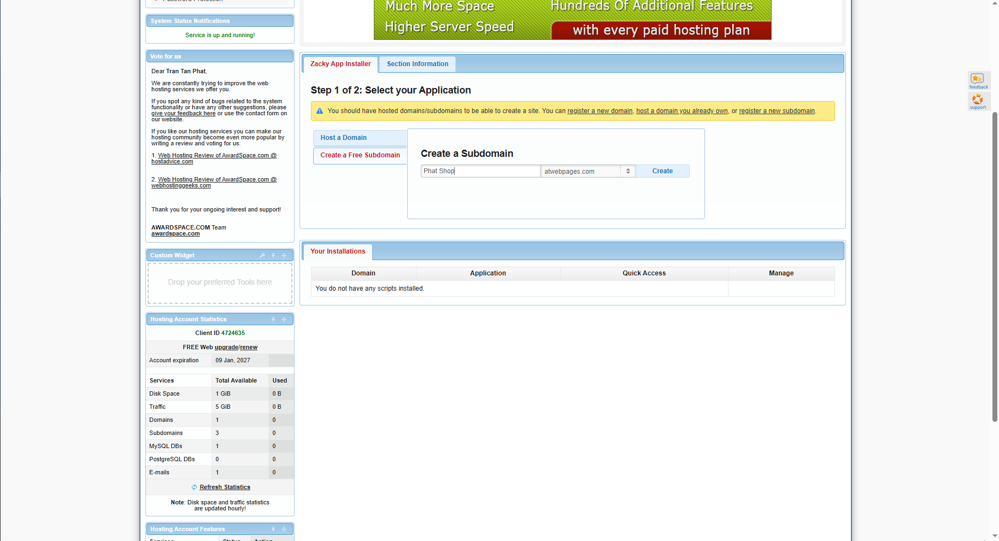 Password Protection
System Status Notifications
Service is up and running!
Vote for us
Dear Tran Tan Phat,
We are constantly trying to improve the web
hosting services we offer you.
If you spot any kind of bugs related to the system
functionality or have any other suggestions, please
give your feedback here or use the contact form on
our website.
If you like our hosting services you can make our
hosting community become even more popular by
writing a review and voting for us:
1. Web Hosting Review of AwardSpace.com @
hostadvice.com
2. Web Hosting Review of AwardSpace.com @
webhostinggeeks.com
Thank you for your ongoing interest and support!
AWARDSPACE.COM Team
awardspace.com
Custom Widget
Drop your preferred Tools here
Hosting Account Statistics
Client ID 4724635
FREE Web upgrade/renew
Account expiration 09 Jan, 2027
Services Total Available Used
Disk Space 1 GiB 0 B
Traffic 5 GiB 0 B
Domains 1 0
Subdomains 3 0
MySQL DBs 1 0
PostgreSQL DBs 0 0
E-mails 1 0
Refresh Statistics
Note: Disk space and traffic statistics
are updated hourly!
Hosting Account Features
Services Status Action
Much More Space
Higher Server Speed
Hundreds Of Additional Features
with every paid hosting plan
Zacky App Installer Section Information
Step 1 of 2: Select your Application
You should have hosted domains/subdomains to be able to create a site. You can register a new domain, host a domain you already own, or register a new subdomain.
Host a Domain
Create a Free Subdomain
Create a Subdomain
Phat Shop atwebpages.com Create
Your Installations
Domain Application Quick Access Manage
You do not have any scripts installed.
feedback
support